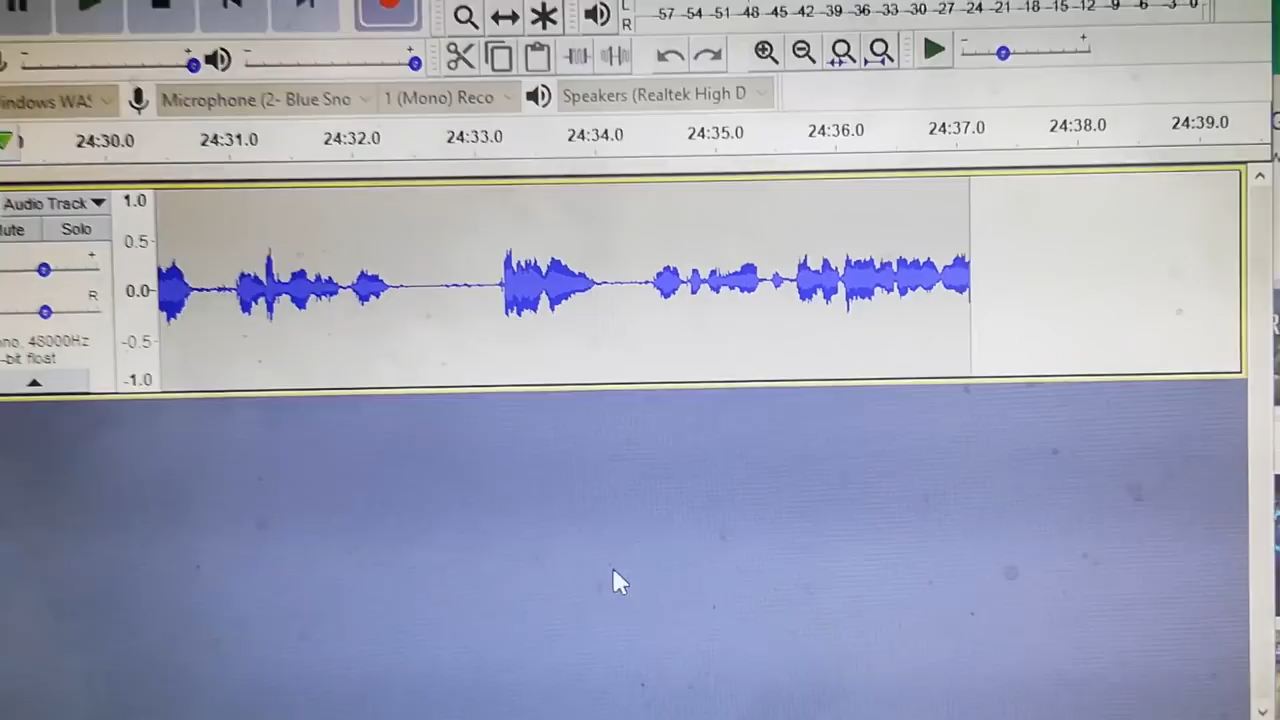 L
R
-57 -54 -51 -48 -45 -42 -39 -36 -33 -30 -27 -24 -21 -18 -15 -12 -9 -6 -3 0
- + - + - +
Microphone (2- Blue Sno 1 (Mono) Reco Speakers (Realtek High D
24:30.0 24:31.0 24:32.0 24:33.0 24:34.0 24:35.0 24:36.0 24:37.0 24:38.0 24:39.0
Audio Track 1.0
Solo
0.5
+
0.0
R
48000Hz -0.5
-bit float
-1.0